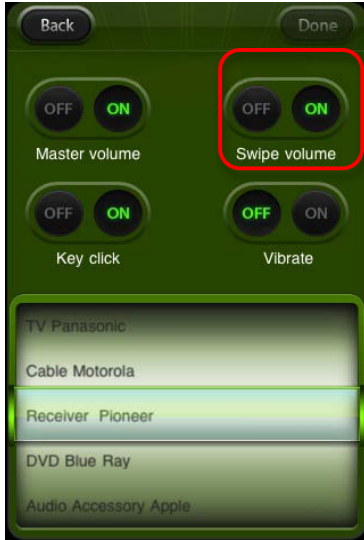 Back Done
OFF ON OFF ON
Master volume Swipe volume
OFF ON OFF ON
Key click Vibrate
TV Panasonic
Cable Motorola
Receiver Pioneer
DVD Blue Ray
Audio Accessory Apple